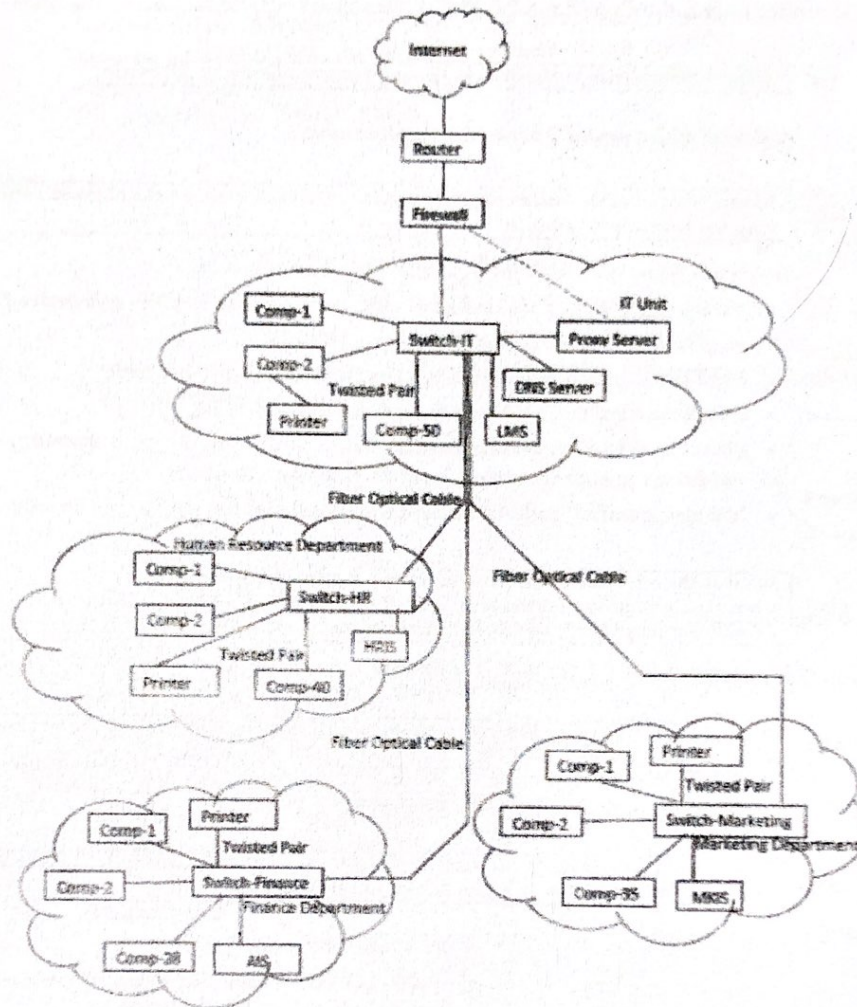 Internet
Router
Firewall
IT Unit
Comp-1
Switch-IT
Proxy Server
Comp-2
DNS Server
Twisted Pair
Printer
Comp-50
LMS
Fiber Optical Cable
Human Resource Department
Comp-1
Fiber Optical Cable
Switch-HR
Comp-2
HRIS
Twisted Pair
Printer
Comp-40
Fiber Optical Cable
Printer
Comp-1
Twisted Pair
Comp-2
Switch-Marketing
Marketing Department
Comp-35
MKIS
Printer
Comp-1
Twisted Pair
Comp-2
Switch-Finance
Finance Department
Comp-28
AIS